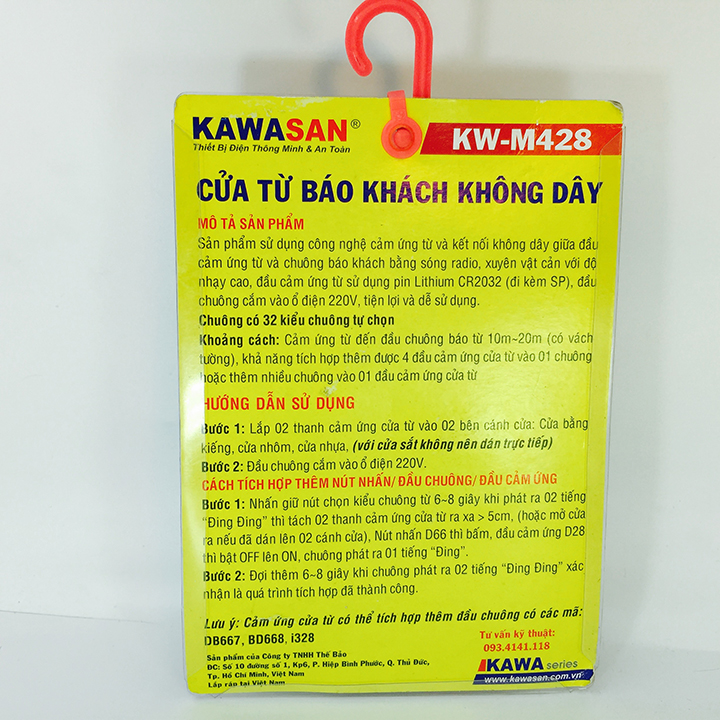 KAWASAN®
Thiết Bị Điện Thông Minh & An Toàn
KW-M428
CỬA TỪ BÁO KHÁCH KHÔNG DÂY
MÔ TẢ SẢN PHẨM
Sản phẩm sử dụng công nghệ cảm ứng từ và kết nối không dây giữa đầu
cảm ứng từ và chuông báo khách bằng sóng radio, xuyên vật cản với độ
nhạy cao, đầu cảm ứng từ sử dụng pin Lithium CR2032 (đi kèm SP), đầu
chuông cắm vào ổ điện 220V, tiện lợi và dễ sử dụng.
Chuông có 32 kiểu chuông tự chọn
Khoảng cách: Cảm ứng từ đến đầu chuông báo từ 10m~20m (có vách
tường), khả năng tích hợp thêm được 4 đầu cảm ứng cửa từ vào 01 chuông
hoặc thêm nhiều chuông vào 01 đầu cảm ứng cửa từ
HƯỚNG DẪN SỬ DỤNG
Bước 1: Lắp 02 thanh cảm ứng cửa từ vào 02 bên cánh cửa: Cửa bằng
kiếng, cửa nhôm, cửa nhựa, (với cửa sắt không nên dán trực tiếp)
Bước 2: Đầu chuông cắm vào ổ điện 220V.
CÁCH TÍCH HỢP THÊM NÚT NHẤN/ ĐẦU CHUÔNG/ ĐẦU CẢM ỨNG
Bước 1: Nhấn giữ nút chọn kiểu chuông từ 6~8 giây khi phát ra 02 tiếng
“Đing Đing” thì tách 02 thanh cảm ứng cửa từ ra xa > 5cm, (hoặc mở cửa
ra nếu đã dán lên 02 cánh cửa), Nút nhấn D66 thì bấm, đầu cảm ứng D28
thì bật OFF lên ON, chuông phát ra 01 tiếng “Đing”.
Bước 2: Đợi thêm 6~8 giây khi chuông phát ra 02 tiếng “Đing Đing” xác
nhận là quá trình tích hợp đã thành công.
Lưu ý: Cảm ứng cửa từ có thể tích hợp thêm đầu chuông có các mã:
DB667, BD668, i328
Tư vấn kỹ thuật:
093.4141.118
Sản phẩm của Công ty TNHH Thế Bảo
ĐC: Số 10 đường số 1, Kp6, P. Hiệp Bình Phước, Q. Thủ Đức,
Tp. Hồ Chí Minh, Việt Nam
Lắp ráp tại Việt Nam
KAWA series
www.kawasan.com.vn